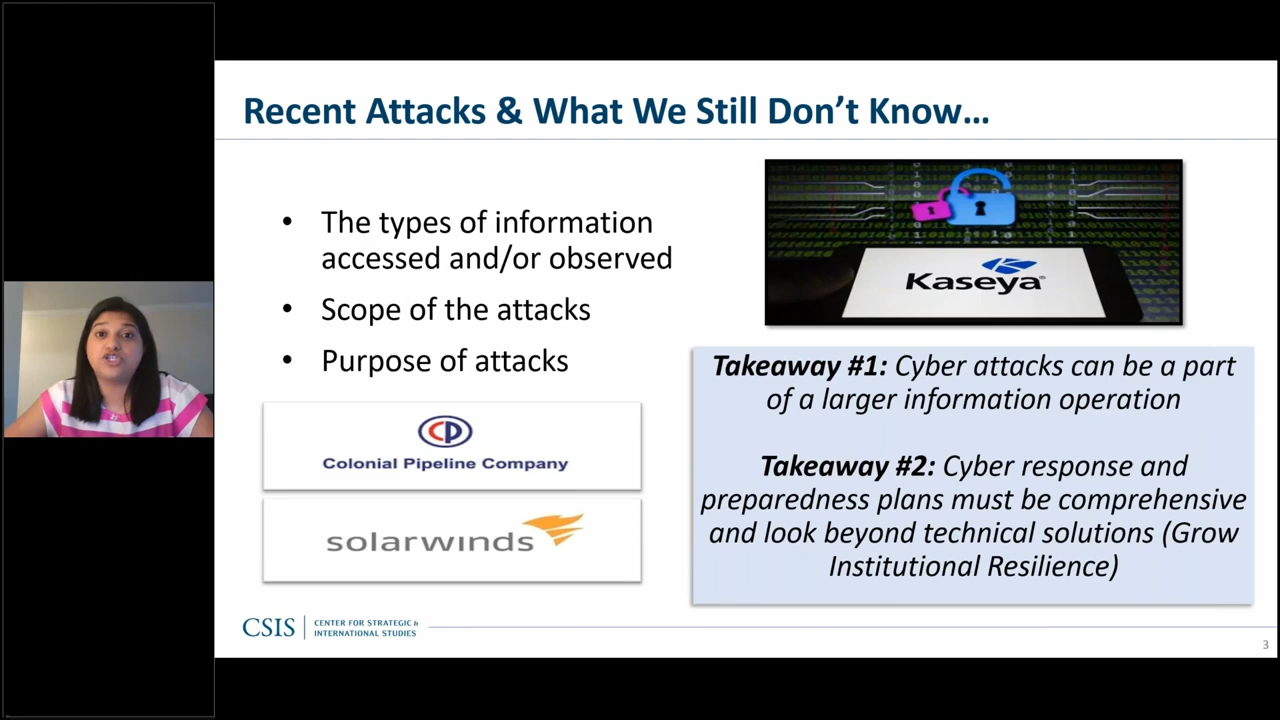 Recent Attacks & What We Still Don’t Know…
• The types of information
accessed and/or observed
• Scope of the attacks
• Purpose of attacks
Colonial Pipeline Company
solarwinds
Kaseya
Takeaway #1: Cyber attacks can be a part
of a larger information operation
Takeaway #2: Cyber response and
preparedness plans must be comprehensive
and look beyond technical solutions (Grow
Institutional Resilience)
CSIS
CENTER FOR STRATEGIC &
INTERNATIONAL STUDIES
3